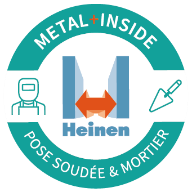 METAL+INSIDE
Heinen
POSE SOUDÉE & MORTIER